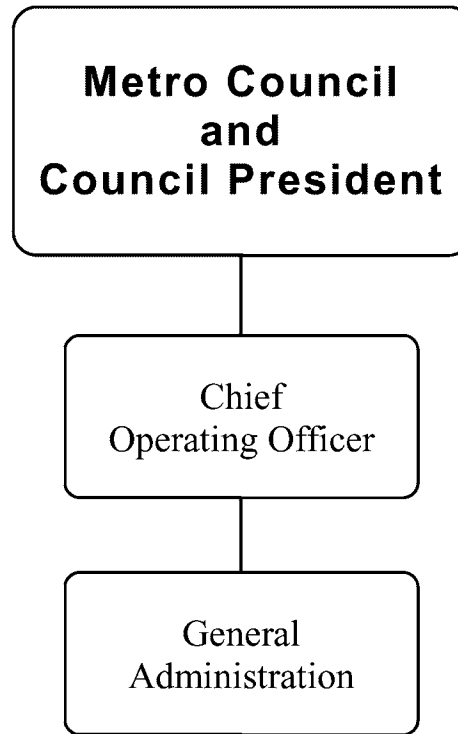 Metro Council
and
Council President
Chief
Operating Officer
General
Administration